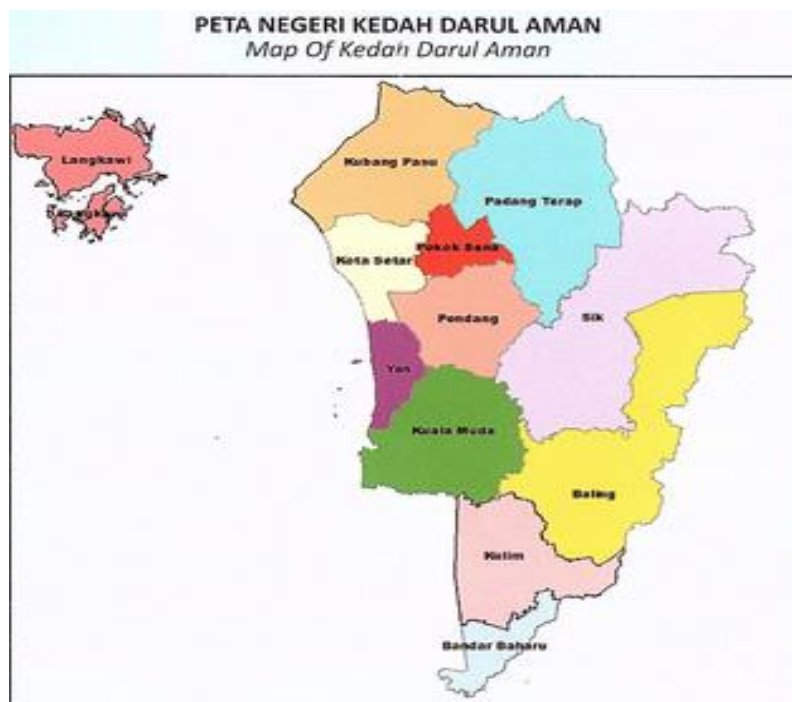 PETA NEGERI KEDAH DARUL AMAN
Map Of Kedah Darul Aman
Kubang Pasu
Langkawi
Padang Terap
Pokok Sena
Kota Setar
Pendang
Sik
Yan
Kuala Muda
Baling
Kulim
Bandar Baharu